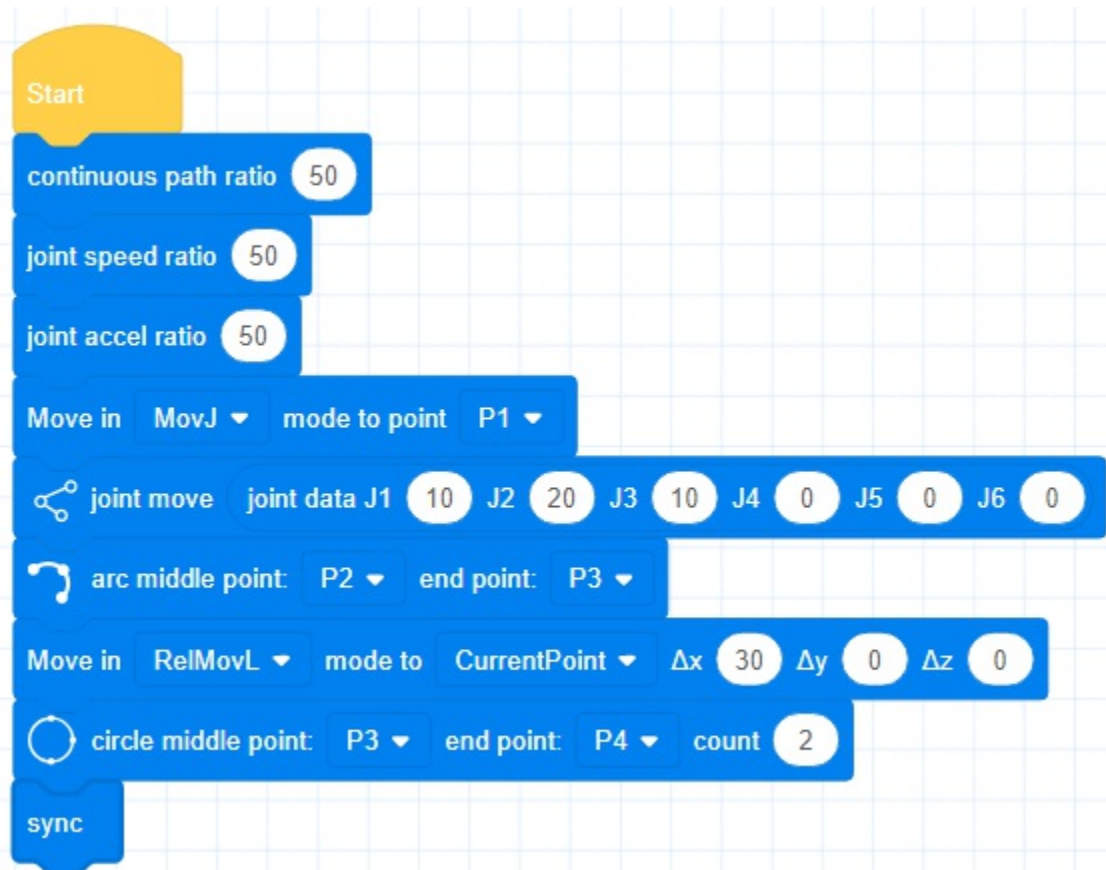 Start
continuous path ratio 50
joint speed ratio 50
joint accel ratio 50
Move in MovJ mode to point P1
joint move joint data J1 10 J2 20 J3 10 J4 0 J5 0 J6 0
arc middle point: P2 end point: P3
Move in RelMovL mode to CurrentPoint Δx 30 Δy 0 Δz 0
circle middle point: P3 end point: P4 count 2
sync